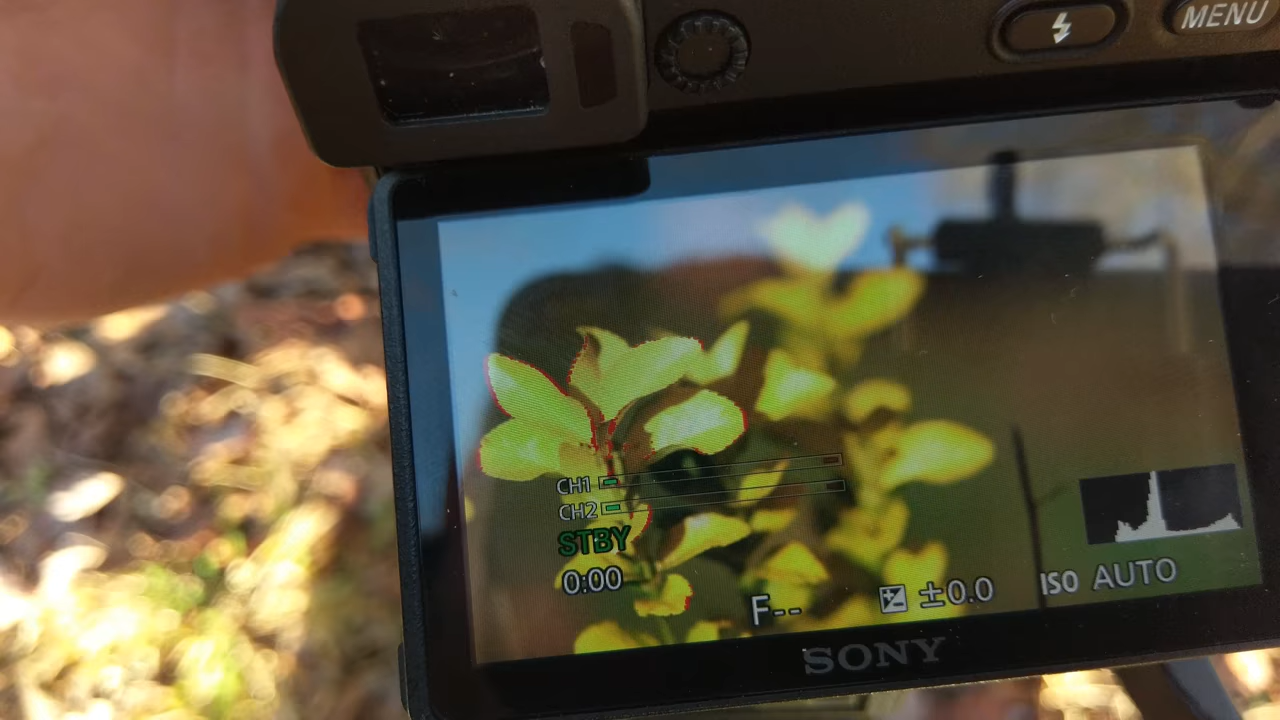 MENU
CH1
CH2
STBY
0:00
F--
±0.0
ISO AUTO
SONY